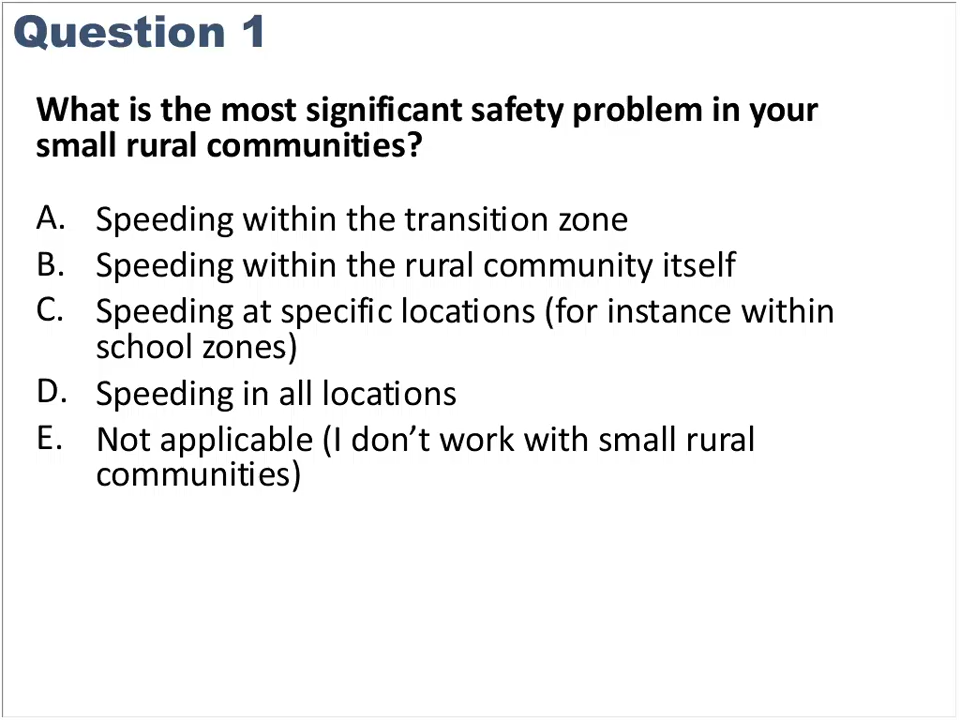 Question 1
What is the most significant safety problem in your
small rural communities?
A. Speeding within the transition zone
B. Speeding within the rural community itself
C. Speeding at specific locations (for instance within
school zones)
D. Speeding in all locations
E. Not applicable (I don’t work with small rural
communities)